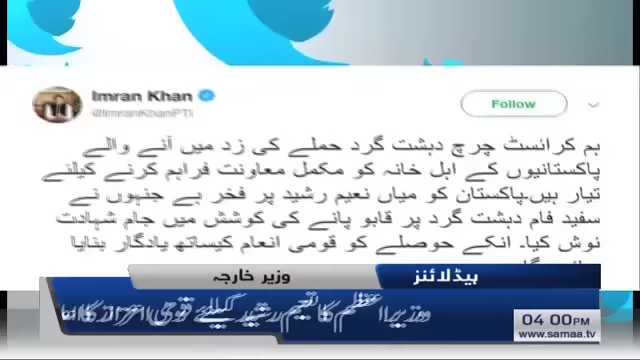 Imran Khan
@ImranKhanPTI
Follow
ہم کرائسٹ چرچ دہشت گرد حملے کی زد میں آنے والے
پاکستانیوں کے اہل خانہ کو مکمل معاونت فراہم کرنے کیلئے
تیار ہیں۔پاکستان کو میاں نعیم رشید پر فخر ہے جنہوں نے
سفید فام دہشت گرد پر قابو پانے کی کوشش میں جام شہادت
نوش کیا۔ انکے حوصلے کو قومی انعام کیساتھ یادگار بنایا
ہیڈلائنز
وزیر خارجہ
وزیراعظم کا نعیم رشید کیلئے قومی اعزاز کا
04:00PM
www.samaa.tv